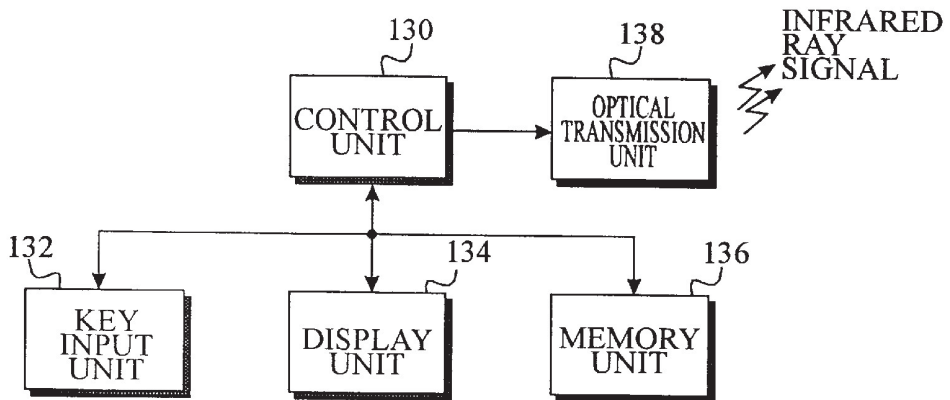 130
CONTROL
UNIT
138
OPTICAL
TRANSMISSION
UNIT
INFRARED
RAY
SIGNAL
132
KEY
INPUT
UNIT
134
DISPLAY
UNIT
136
MEMORY
UNIT